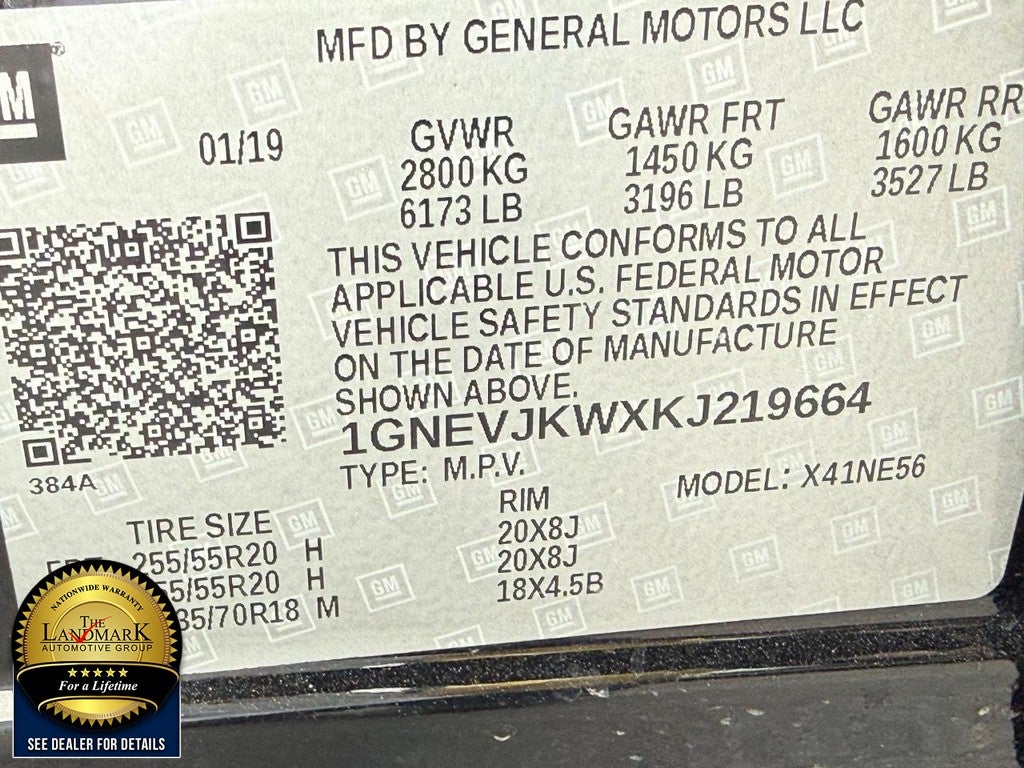 MFD BY GENERAL MOTORS LLC
GM
01/19
GVWR
2800 KG
6173 LB
GAWR FRT
1450 KG
3196 LB
GAWR RR
1600 KG
3527 LB
THIS VEHICLE CONFORMS TO ALL
APPLICABLE U.S. FEDERAL MOTOR
VEHICLE SAFETY STANDARDS IN EFFECT
ON THE DATE OF MANUFACTURE
SHOWN ABOVE.
1GNEVJKWXKJ219664
384A
TYPE: M.P.V.
MODEL: X41NE56
TIRE SIZE
RIM
255/55R20 H 20X8J
5/55R20 H 20X8J
35/70R18 M 18X4.5B
NATIONWIDE WARRANTY
THE
LANDMARK
AUTOMOTIVE GROUP
For a Lifetime
SEE DEALER FOR DETAILS